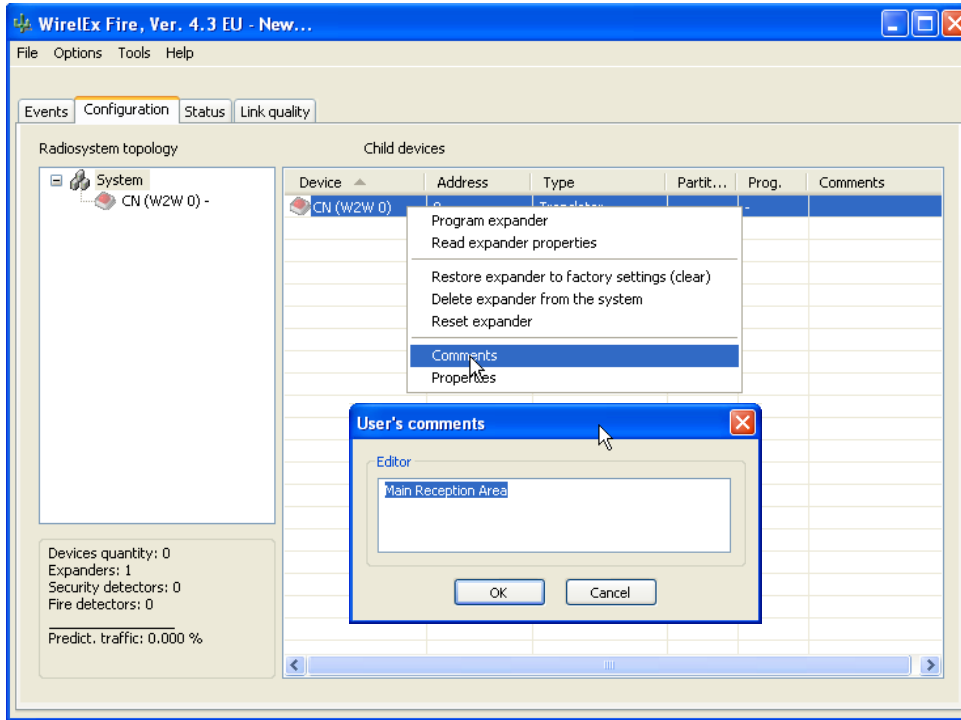 WirelEx Fire, Ver. 4.3 EU - New...
File Options Tools Help
Events Configuration Status Link quality
Radiosystem topology Child devices
System
CN (W2W 0) -
Device Address Type Partit... Prog. Comments
CN (W2W 0) 0 Translator -
Program expander
Read expander properties
Restore expander to factory settings (clear)
Delete expander from the system
Reset expander
Comments
Properties
User's comments
Editor
Main Reception Area
OK Cancel
Devices quantity: 0
Expanders: 1
Security detectors: 0
Fire detectors: 0
Predict. traffic: 0.000 %